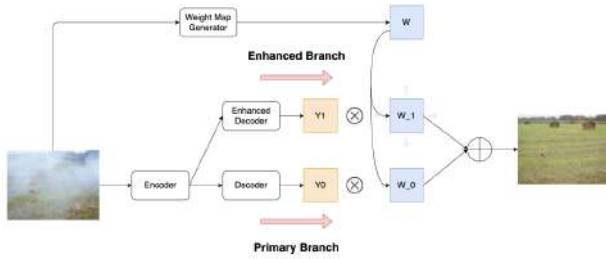 Weight Map
Generator
W
Enhanced Branch
Enhanced
Decoder
Y1
W_1
Encoder
Decoder
Y0
W_0
Primary Branch